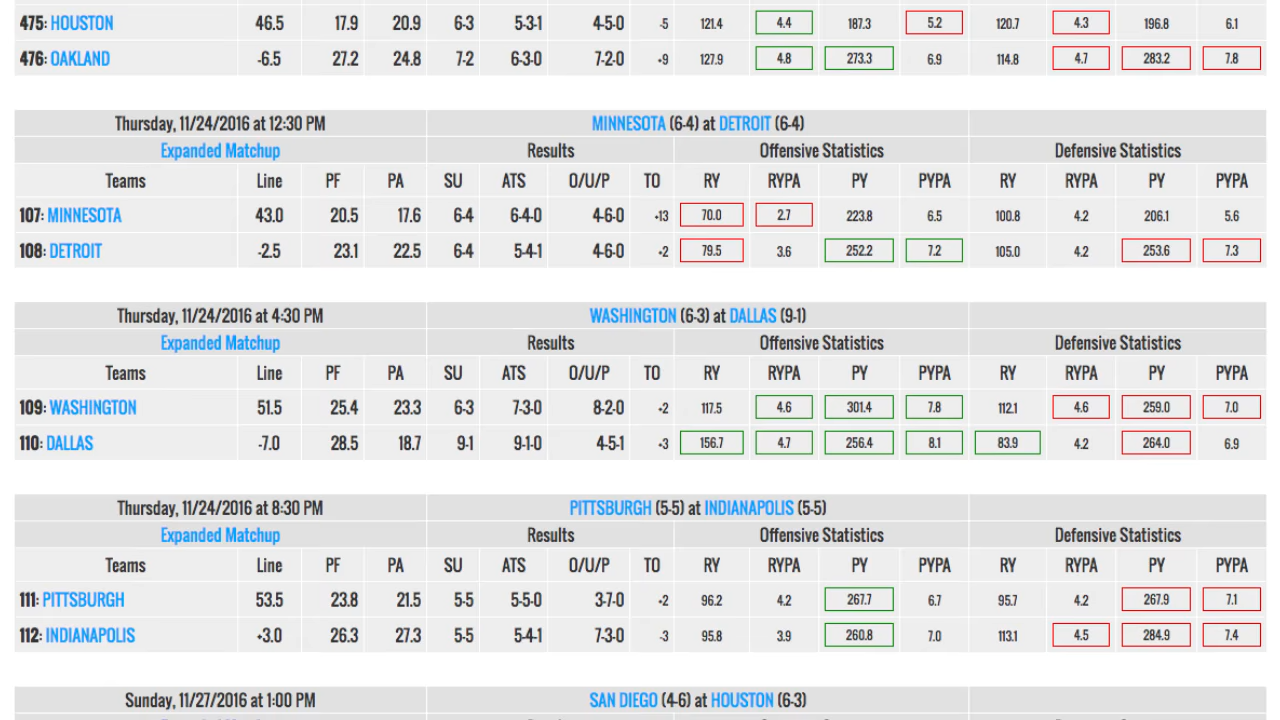 475: HOUSTON 46.5 17.9 20.9 6-3 5-3-1 4-5-0 -5 121.4 4.4 187.3 5.2 120.7 4.3 196.8 6.1
476: OAKLAND -6.5 27.2 24.8 7-2 6-3-0 7-2-0 +9 127.9 4.8 273.3 6.9 114.8 4.7 283.2 7.8
Thursday, 11/24/2016 at 12:30 PM MINNESOTA (6-4) at DETROIT (6-4)
Expanded Matchup Results Offensive Statistics Defensive Statistics
Teams Line PF PA SU ATS O/U/P TO RY RYPA PY PYPA RY RYPA PY PYPA
107: MINNESOTA 43.0 20.5 17.6 6-4 6-4-0 4-6-0 +13 70.0 2.7 223.8 6.5 100.8 4.2 206.1 5.6
108: DETROIT -2.5 23.1 22.5 6-4 5-4-1 4-6-0 +2 79.5 3.6 252.2 7.2 105.0 4.2 253.6 7.3
Thursday, 11/24/2016 at 4:30 PM WASHINGTON (6-3) at DALLAS (9-1)
Expanded Matchup Results Offensive Statistics Defensive Statistics
Teams Line PF PA SU ATS O/U/P TO RY RYPA PY PYPA RY RYPA PY PYPA
109: WASHINGTON 51.5 25.4 23.3 6-3 7-3-0 8-2-0 +2 117.5 4.6 301.4 7.8 112.1 4.6 259.0 7.0
110: DALLAS -7.0 28.5 18.7 9-1 9-1-0 4-5-1 +3 156.7 4.7 256.4 8.1 83.9 4.2 264.0 6.9
Thursday, 11/24/2016 at 8:30 PM PITTSBURGH (5-5) at INDIANAPOLIS (5-5)
Expanded Matchup Results Offensive Statistics Defensive Statistics
Teams Line PF PA SU ATS O/U/P TO RY RYPA PY PYPA RY RYPA PY PYPA
111: PITTSBURGH 53.5 23.8 21.5 5-5 5-5-0 3-7-0 +2 96.2 4.2 267.7 6.7 95.7 4.2 267.9 7.1
112: INDIANAPOLIS +3.0 26.3 27.3 5-5 5-4-1 7-3-0 -3 95.8 3.9 260.8 7.0 113.1 4.5 284.9 7.4
Sunday, 11/27/2016 at 1:00 PM SAN DIEGO (4-6) at HOUSTON (6-3)